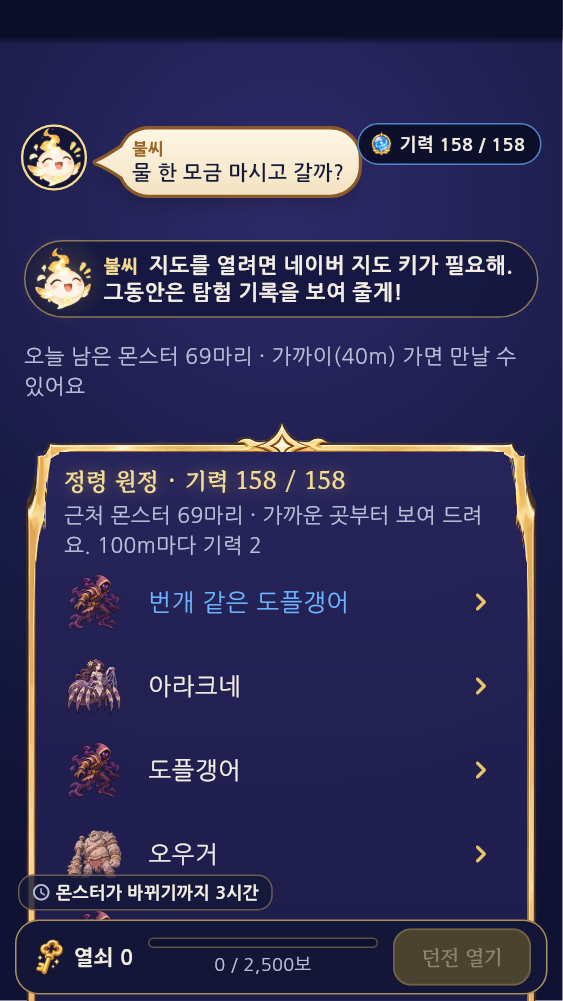 불씨
물 한 모금 마시고 갈까?
기력 158 / 158
불씨 지도를 열려면 네이버 지도 키가 필요해.
그동안은 탐험 기록을 보여 줄게!
오늘 남은 몬스터 69마리 · 가까이(40m) 가면 만날 수
있어요
정령 원정 · 기력 158 / 158
근처 몬스터 69마리 · 가까운 곳부터 보여 드려
요. 100m마다 기력 2
번개 같은 도플갱어
아라크네
도플갱어
오우거
몬스터가 바뀌기까지 3시간
열쇠 0
0 / 2,500보
던전 열기